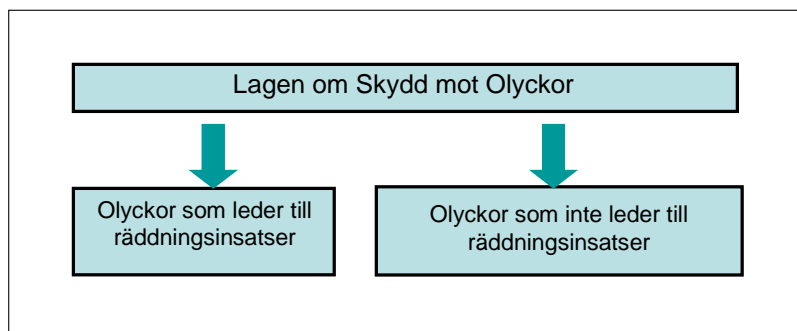 Lagen om Skydd mot Olyckor
Olyckor som leder till
räddningsinsatser
Olyckor som inte leder till
räddningsinsatser